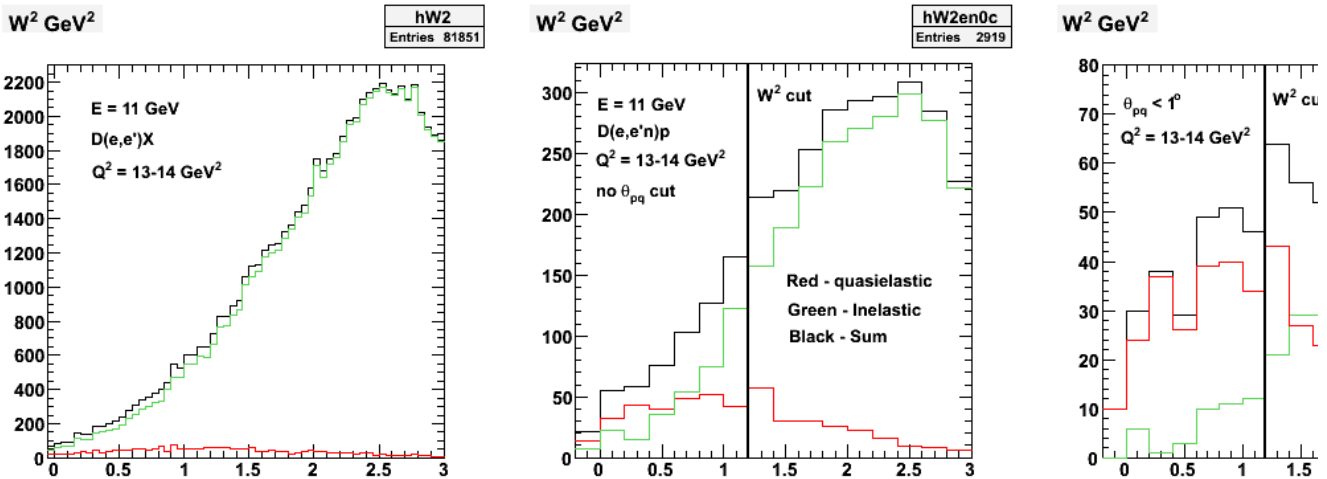 W² GeV²
hW2
Entries 81851
E = 11 GeV
D(e,e')X
Q² = 13-14 GeV²
2200
2000
1800
1600
1400
1200
1000
800
600
400
200
0
0 0.5 1 1.5 2 2.5 3
W² GeV²
hW2en0c
Entries 2919
E = 11 GeV
D(e,e'n)p
Q² = 13-14 GeV²
no θpq cut
W² cut
Red - quasielastic
Green - Inelastic
Black - Sum
300
250
200
150
100
50
0
0 0.5 1 1.5 2 2.5 3
W² GeV²
θpq < 1°
Q² = 13-14 GeV²
W² cu
80
70
60
50
40
30
20
10
0
0 0.5 1 1.5